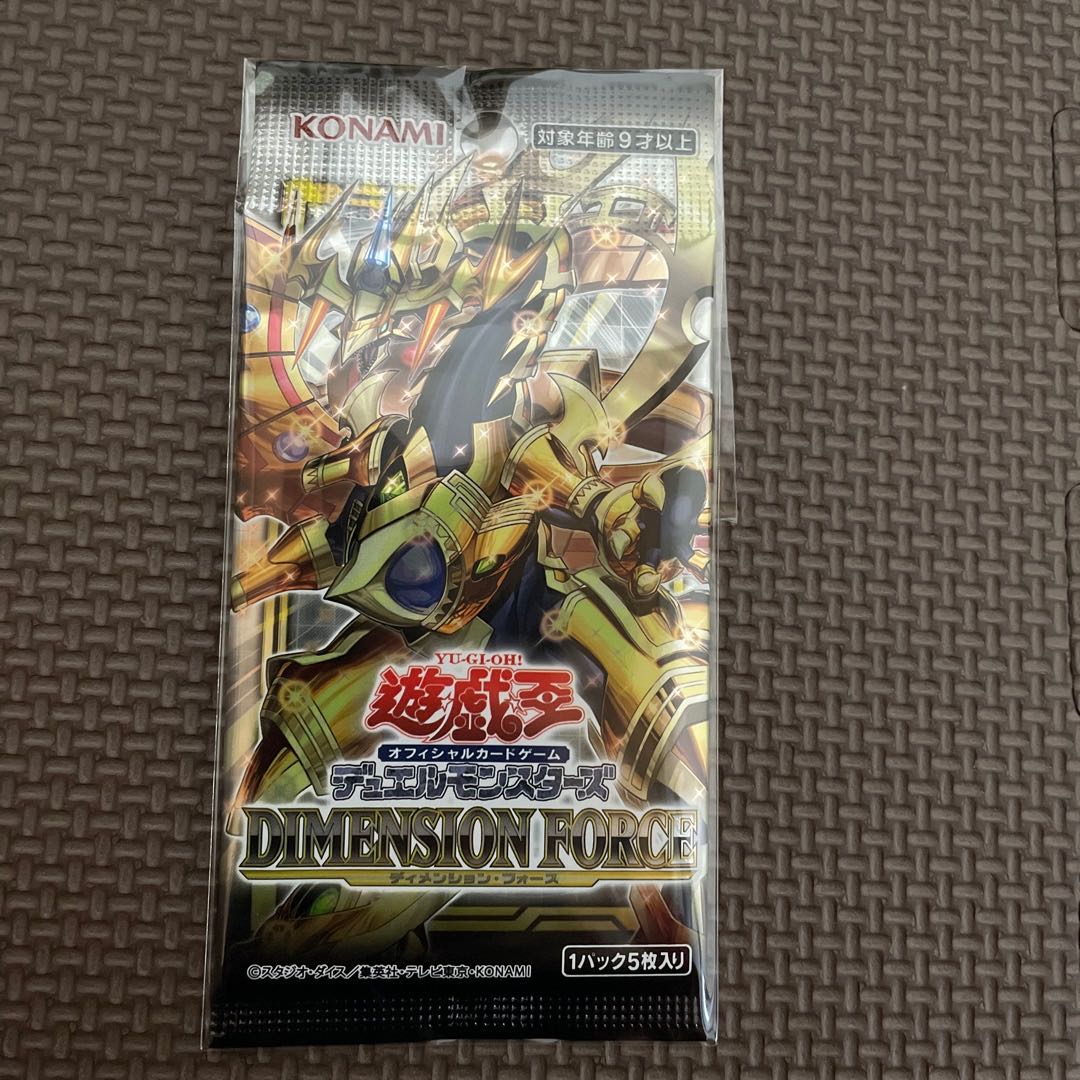 KONAMI
対象年齢9才以上
YU-GI-OH!
遊戯王
オフィシャルカードゲーム
デュエルモンスターズ
DIMENSION FORCE
ディメンション・フォース
1パック5枚入り
©スタジオ・ダイス/集英社・テレビ東京・KONAMI